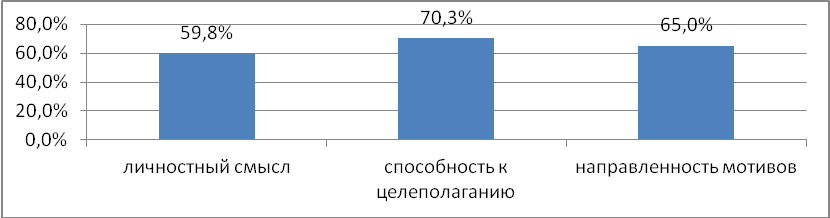 80,0%
60,0%
40,0%
20,0%
0,0%
59,8%
70,3%
65,0%
личностный смысл
способность к
целеполаганию
направленность мотивов